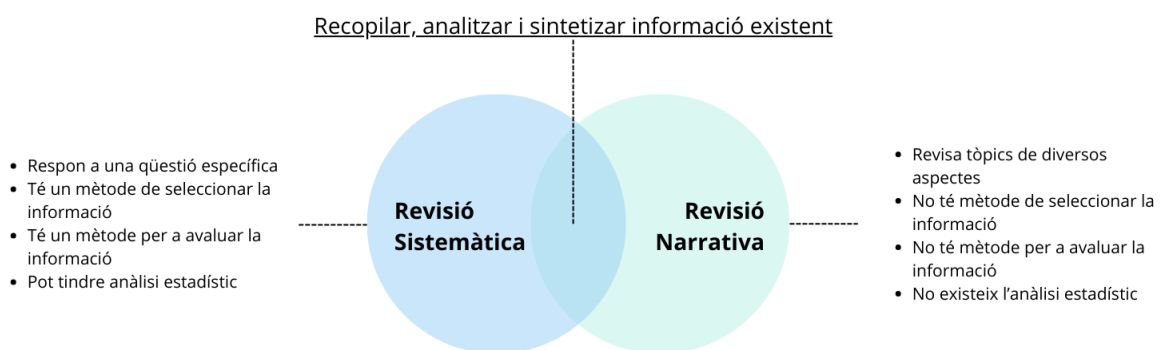 Recopilar, analitzar i sintetizar informació existent
• Respon a una qüestió específica
• Té un mètode de seleccionar la
informació
• Té un mètode per a avaluar la
informació
• Pot tindre anàlisi estadístic
Revisió
Sistemàtica
Revisió
Narrativa
• Revisa tòpics de diversos
aspectes
• No té mètode de seleccionar la
informació
• No té mètode per a avaluar la
informació
• No existeix l'anàlisi estadístic